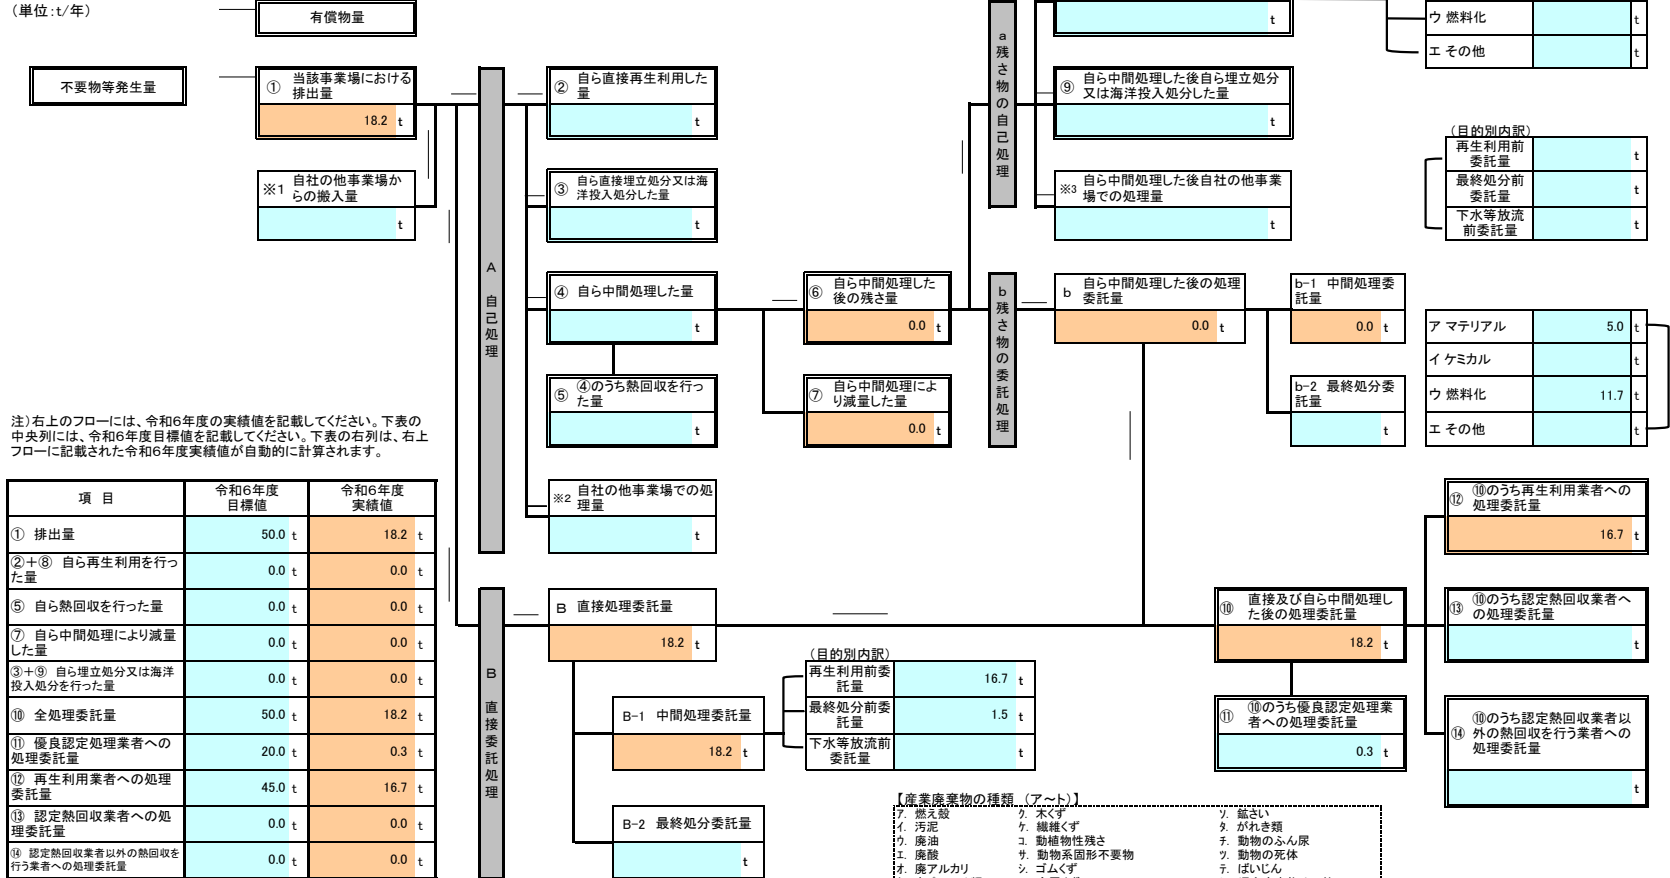 （単位:t/年）
有償物量
t
ウ 燃料化 t
エ その他 t
a 残さ物の自己処理
不要物等発生量
① 当該事業場における
排出量
18.2 t
② 自ら直接再生利用した
量
t
⑨ 自ら中間処理した後自ら埋立処分
又は海洋投入処分した量
t
（目的別内訳）
再生利用前
委託量 t
最終処分前
委託量 t
下水等放流
前委託量 t
※1 自社の他事業場か
らの搬入量
t
③ 自ら直接埋立処分又は海
洋投入処分した量
t
※3 自ら中間処理した後自社の他事業
場での処理量
t
A 自己処理
④ 自ら中間処理した量
t
⑥ 自ら中間処理した
後の残さ量
0.0 t
b 残さ物の委託処理
b 自ら中間処理した後の処理
委託量
0.0 t
b-1 中間処理委
託量
0.0 t
ア マテリアル 5.0 t
イ ケミカル t
ウ 燃料化 11.7 t
エ その他 t
⑤ ④のうち熱回収を行っ
た量
t
⑦ 自ら中間処理によ
り減量した量
0.0 t
b-2 最終処分委
託量
t
注）右上のフローには、令和６年度の実績値を記載してください。下表の
中央列には、令和６年度目標値を記載してください。下表の右列は、右上
フローに記載された令和６年度実績値が自動的に計算されます。
※2 自社の他事業場での処
理量
t
項 目 令和６年度
目標値 令和６年度
実績値
① 排出量 50.0 t 18.2 t
②＋⑧ 自ら再生利用を行っ
た量 0.0 t 0.0 t
⑤ 自ら熱回収を行った量 0.0 t 0.0 t
⑦ 自ら中間処理により減量
した量 0.0 t 0.0 t
③＋⑨ 自ら埋立処分又は海洋
投入処分を行った量 0.0 t 0.0 t
⑩ 全処理委託量 50.0 t 18.2 t
⑪ 優良認定処理業者への
処理委託量 20.0 t 0.3 t
⑫ 再生利用業者への処理
委託量 45.0 t 16.7 t
⑬ 認定熱回収業者への処
理委託量 0.0 t 0.0 t
⑭ 認定熱回収業者以外の熱回収を
行う業者への処理委託量 0.0 t 0.0 t
B 直接委託処理
B 直接処理委託量
18.2 t
B-1 中間処理委託量
18.2 t
B-2 最終処分委託量
t
（目的別内訳）
再生利用前委
託量 16.7 t
最終処分前委
託量 1.5 t
下水等放流前
委託量 t
⑩ 直接及び自ら中間処理し
た後の処理委託量
18.2 t
⑪ ⑩のうち優良認定処理業
者への処理委託量
0.3 t
⑫ ⑩のうち再生利用業者への
処理委託量
16.7 t
⑬ ⑩のうち認定熱回収業者へ
の処理委託量
t
⑭ ⑩のうち認定熱回収業者以
外の熱回収を行う業者への
処理委託量
t
【産業廃棄物の種類 （ア～ト）】
ア. 燃え殻 ク. 木くず ソ. 鉱さい
イ. 汚泥 ケ. 繊維くず タ. がれき類
ウ. 廃油 コ. 動植物性残さ チ. 動物のふん尿
エ. 廃酸 サ. 動物系固形不要物 ツ. 動物の死体
オ. 廃アルカリ シ. ゴムくず テ. ばいじん